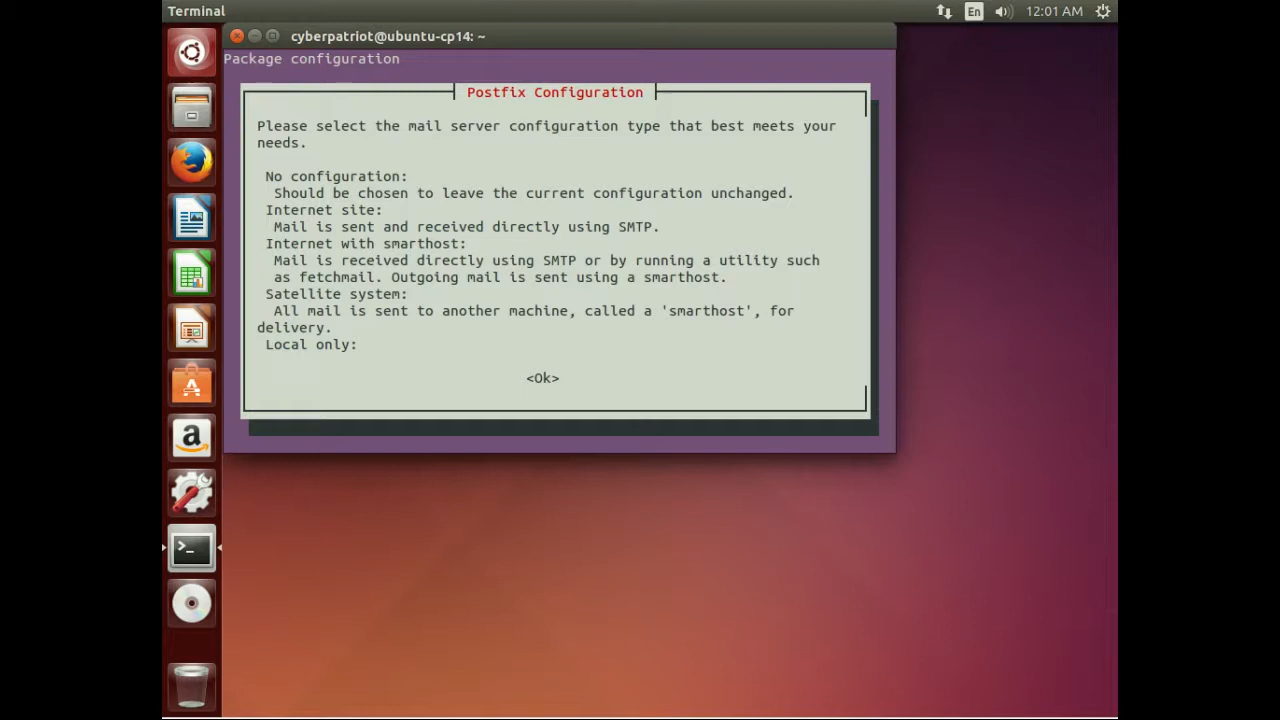 Terminal
En
12:01 AM
cyberpatriot@ubuntu-cp14: ~
Package configuration
Postfix Configuration
Please select the mail server configuration type that best meets your
needs.
No configuration:
Should be chosen to leave the current configuration unchanged.
Internet site:
Mail is sent and received directly using SMTP.
Internet with smarthost:
Mail is received directly using SMTP or by running a utility such
as fetchmail. Outgoing mail is sent using a smarthost.
Satellite system:
All mail is sent to another machine, called a 'smarthost', for
delivery.
Local only:
<Ok>
a
>_